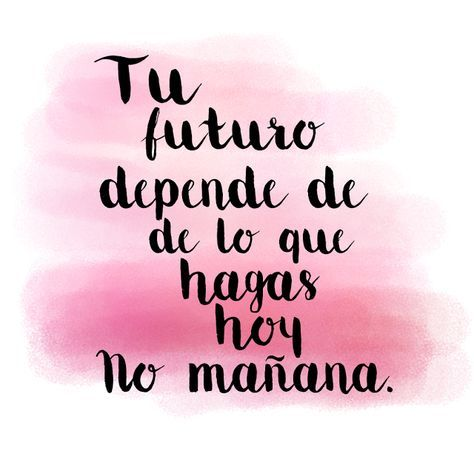 Tu
futuro
depende de
de lo que
hagas
hoy
No mañana.